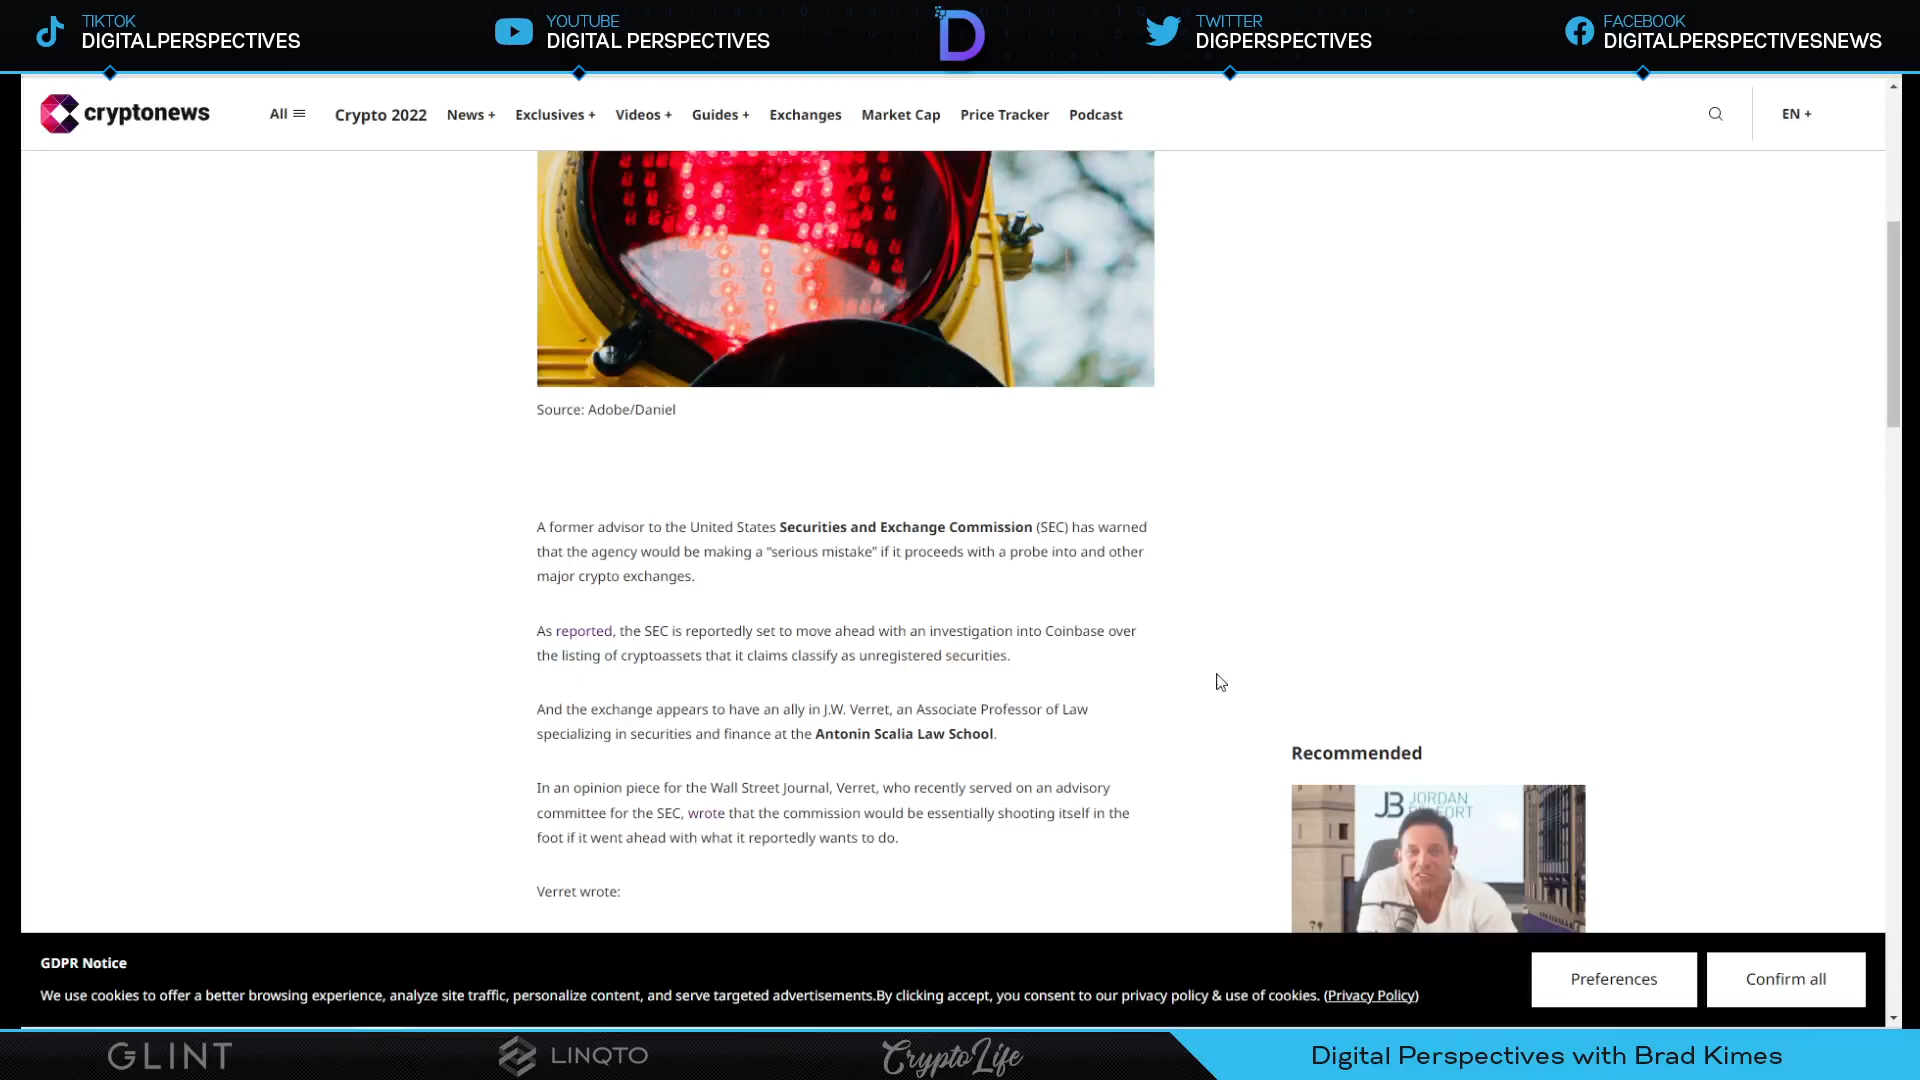 TIKTOK
DIGITALPERSPECTIVES
YOUTUBE
DIGITAL PERSPECTIVES
D
TWITTER
DIGPERSPECTIVES
FACEBOOK
DIGITALPERSPECTIVESNEWS
cryptonews
All
Crypto 2022
News +
Exclusives +
Videos +
Guides +
Exchanges
Market Cap
Price Tracker
Podcast
EN +
Source: Adobe/Daniel
A former advisor to the United States Securities and Exchange Commission (SEC) has warned
that the agency would be making a “serious mistake” if it proceeds with a probe into and other
major crypto exchanges.
As reported, the SEC is reportedly set to move ahead with an investigation into Coinbase over
the listing of cryptoassets that it claims classify as unregistered securities.
And the exchange appears to have an ally in J.W. Verret, an Associate Professor of Law
specializing in securities and finance at the Antonin Scalia Law School.
In an opinion piece for the Wall Street Journal, Verret, who recently served on an advisory
committee for the SEC, wrote that the commission would be essentially shooting itself in the
foot if it went ahead with what it reportedly wants to do.
Verret wrote:
Recommended
JB JORDAN
GDPR Notice
We use cookies to offer a better browsing experience, analyze site traffic, personalize content, and serve targeted advertisements.By clicking accept, you consent to our privacy policy & use of cookies. (Privacy Policy)
Preferences
Confirm all
GLINT
LINQTO
CryptoLife
Digital Perspectives with Brad Kimes